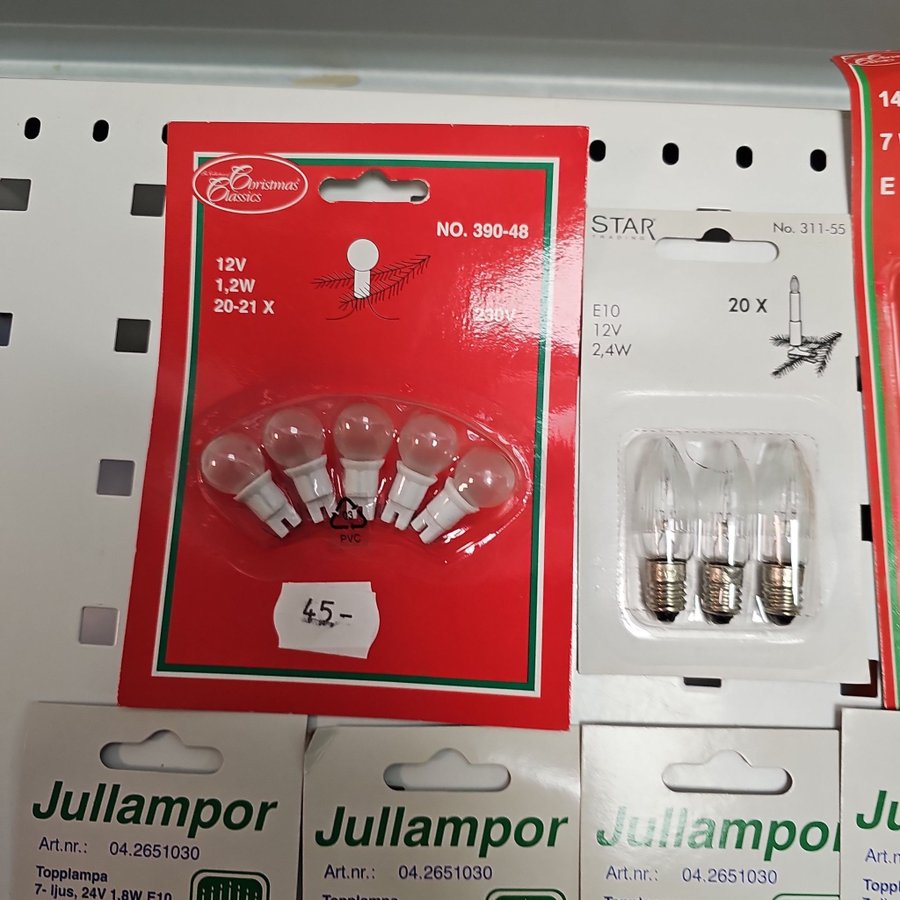 Christmas
Classics
NO. 390-48
12V
1,2W
20-21 X
230V
PVC
45.-
STAR
TRADING
No. 311-55
E10
12V
2,4W
20 X
14
7
E
Jullampor
Art.nr.: 04.2651030
Topplampa
7- ljus, 24V 1,8W E10
Jullampor
Art.nr.: 04.2651030
Topplampa
Jullampor
Art.nr.: 04.2651030
Topplampa
Ju
Art.n
Toppl